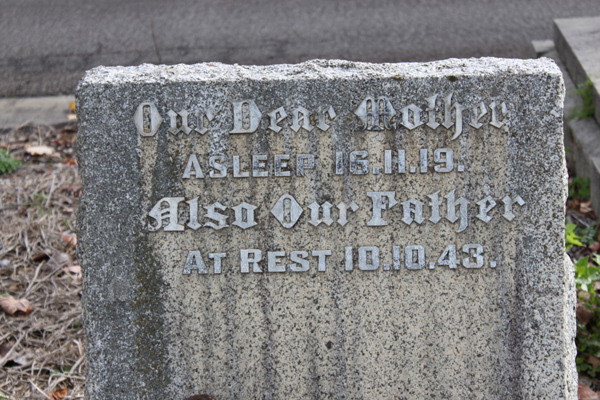 Our Dear Mother
ASLEEP 16.11.19.
Also Our Father
AT REST 10.10.43.